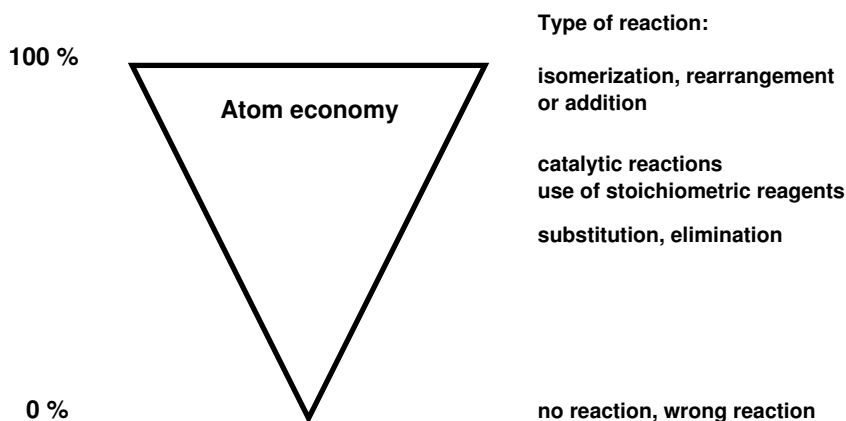 Type of reaction:
100 %
isomerization, rearrangement
or addition
Atom economy
catalytic reactions
use of stoichiometric reagents
substitution, elimination
0 %
no reaction, wrong reaction